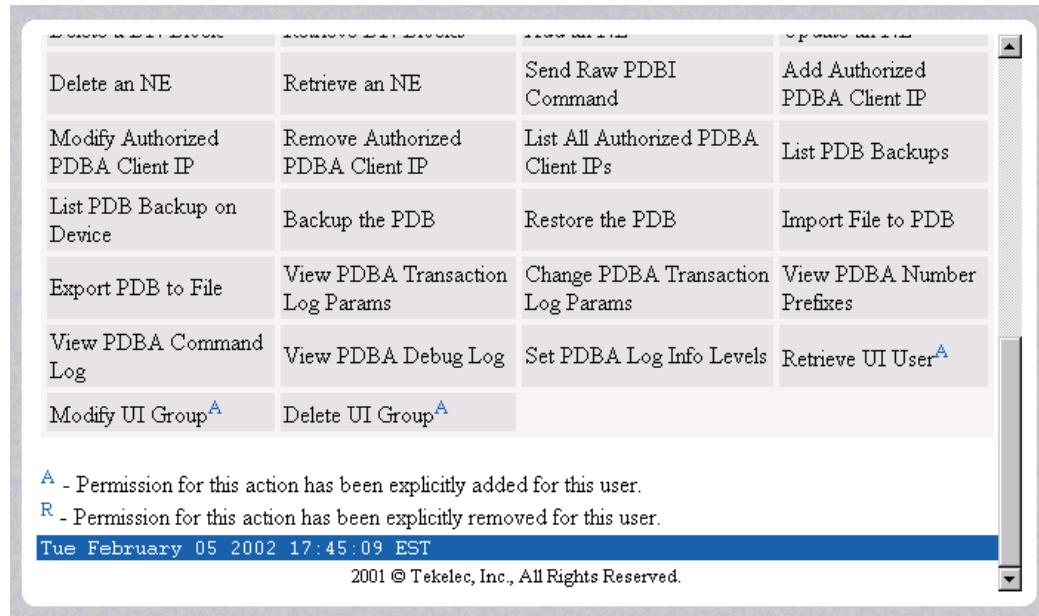 Delete an NE
Retrieve an NE
Send Raw PDBI
Command
Add Authorized
PDBA Client IP
Modify Authorized
PDBA Client IP
Remove Authorized
PDBA Client IP
List All Authorized PDBA
Client IPs
List PDB Backups
List PDB Backup on
Device
Backup the PDB
Restore the PDB
Import File to PDB
Export PDB to File
View PDBA Transaction
Log Params
Change PDBA Transaction
Log Params
View PDBA Number
Prefixes
View PDBA Command
Log
View PDBA Debug Log
Set PDBA Log Info Levels
Retrieve UI User A
Modify UI Group A
Delete UI Group A
A - Permission for this action has been explicitly added for this user.
R - Permission for this action has been explicitly removed for this user.
Tue February 05 2002 17:45:09 EST
2001 © Tekelec, Inc., All Rights Reserved.